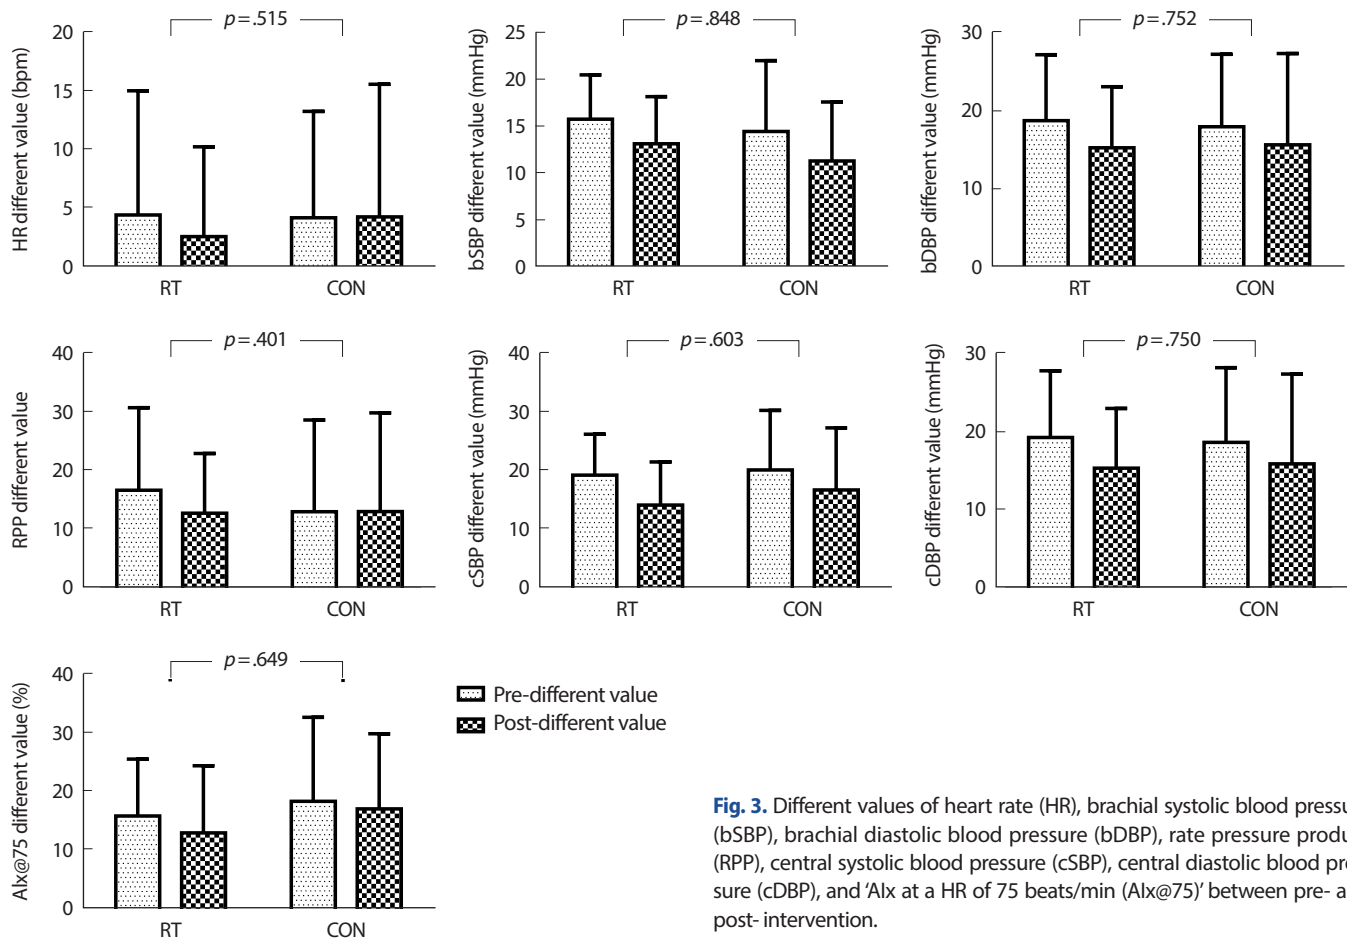 p=.515
HR different value (bpm)
20
15
10
5
0
RT
CON
p=.848
bSBP different value (mmHg)
25
20
15
10
5
0
RT
CON
p=.752
bDBP different value (mmHg)
30
20
10
0
RT
CON
p=.401
RPP different value
40
30
20
10
0
RT
CON
p=.603
cSBP different value (mmHg)
40
30
20
10
0
RT
CON
p=.750
cDBP different value (mmHg)
30
20
10
0
RT
CON
p=.649
AIx@75 different value (%)
40
30
20
10
0
RT
CON
Pre-different value
Post-different value
Fig. 3. Different values of heart rate (HR), brachial systolic blood pressu
(bSBP), brachial diastolic blood pressure (bDBP), rate pressure produ
(RPP), central systolic blood pressure (cSBP), central diastolic blood pre
sure (cDBP), and ‘AIx at a HR of 75 beats/min (AIx@75)’ between pre- a
post- intervention.